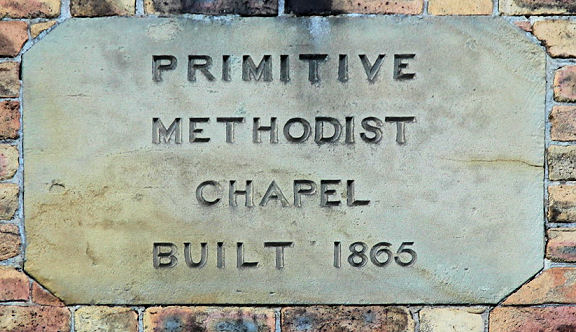 PRIMITIVE
METHODIST
CHAPEL
BUILT 1865